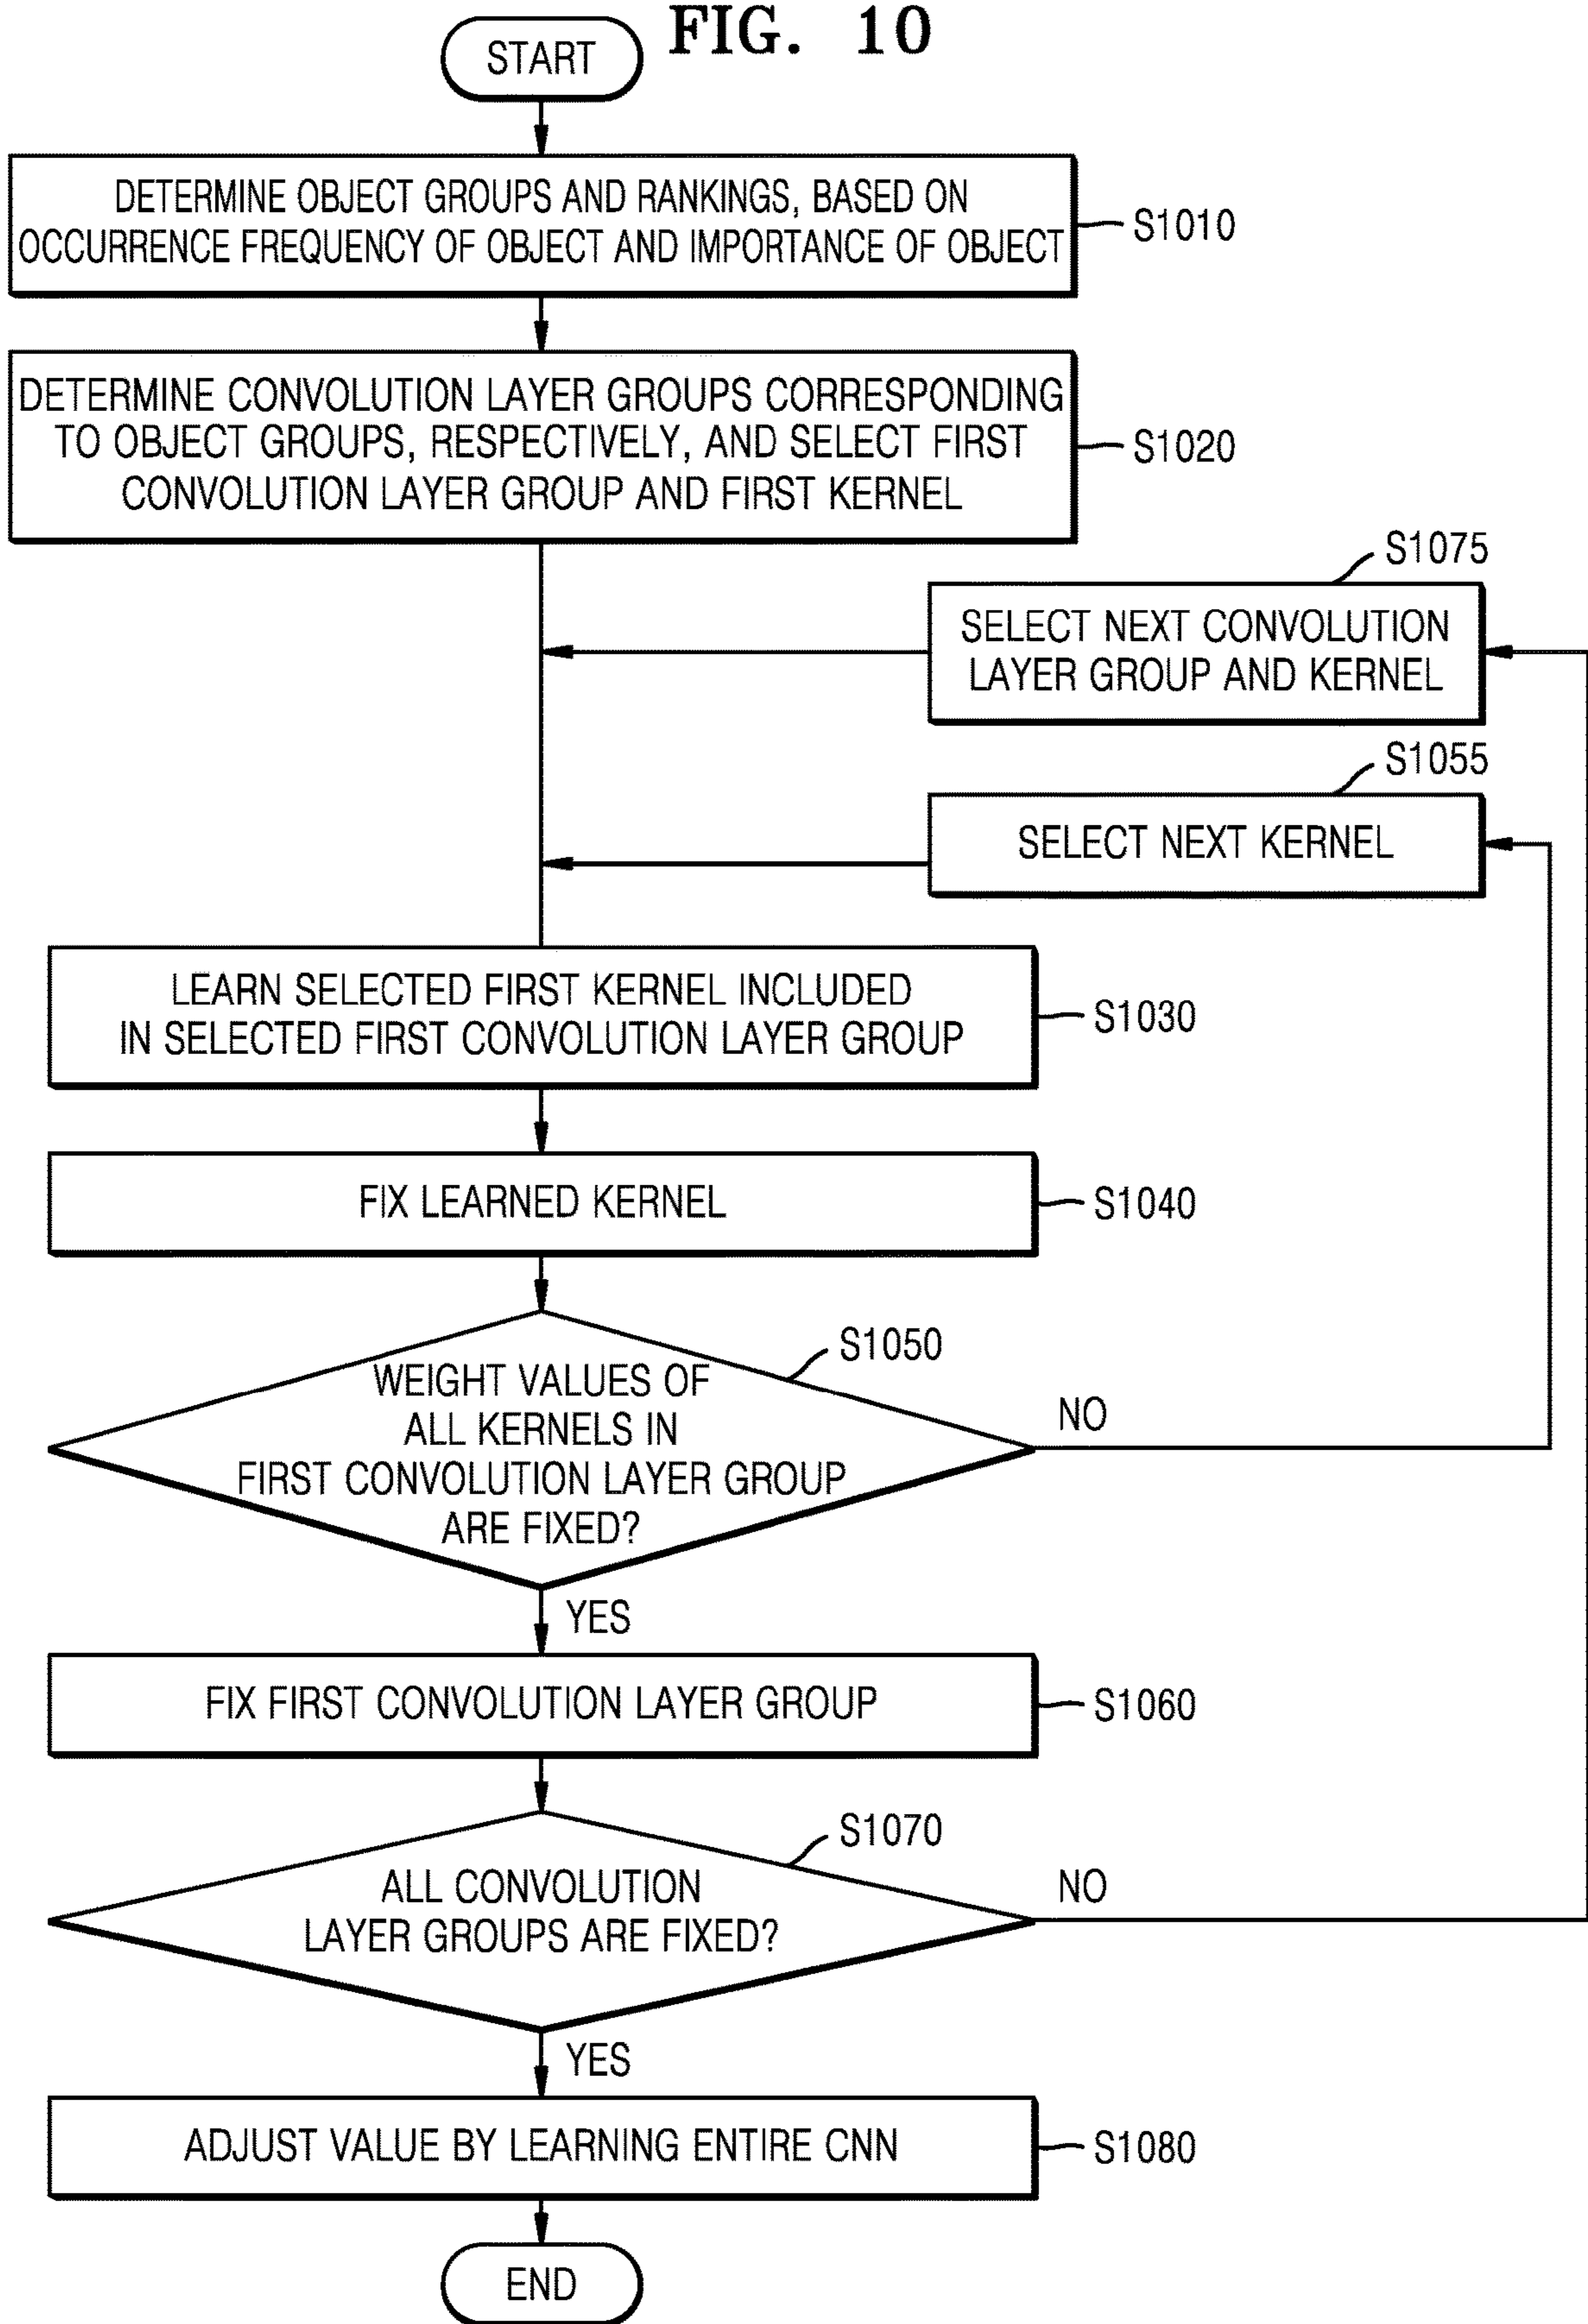 FIG. 10
START
DETERMINE OBJECT GROUPS AND RANKINGS, BASED ON
OCCURRENCE FREQUENCY OF OBJECT AND IMPORTANCE OF OBJECT
S1010
DETERMINE CONVOLUTION LAYER GROUPS CORRESPONDING
TO OBJECT GROUPS, RESPECTIVELY, AND SELECT FIRST
CONVOLUTION LAYER GROUP AND FIRST KERNEL
S1020
S1075
SELECT NEXT CONVOLUTION
LAYER GROUP AND KERNEL
S1055
SELECT NEXT KERNEL
LEARN SELECTED FIRST KERNEL INCLUDED
IN SELECTED FIRST CONVOLUTION LAYER GROUP
S1030
FIX LEARNED KERNEL
S1040
S1050
WEIGHT VALUES OF
ALL KERNELS IN
FIRST CONVOLUTION LAYER GROUP
ARE FIXED?
NO
YES
FIX FIRST CONVOLUTION LAYER GROUP
S1060
S1070
ALL CONVOLUTION
LAYER GROUPS ARE FIXED?
NO
YES
ADJUST VALUE BY LEARNING ENTIRE CNN
S1080
END